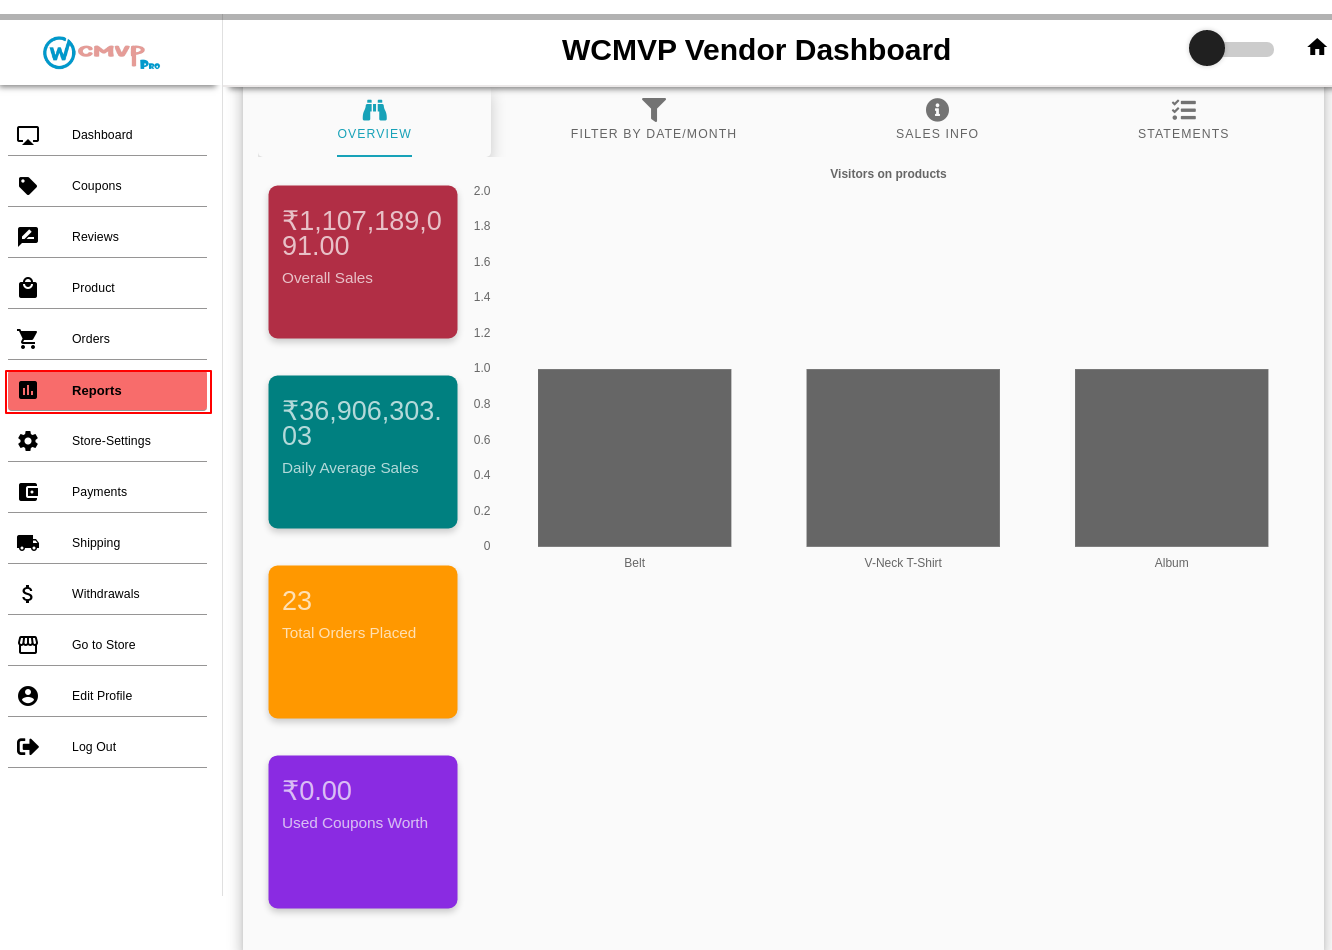 WCMVP
Pro
WCMVP Vendor Dashboard
Dashboard
Coupons
Reviews
Product
Orders
Reports
Store-Settings
Payments
Shipping
Withdrawals
Go to Store
Edit Profile
Log Out
OVERVIEW
FILTER BY DATE/MONTH
SALES INFO
STATEMENTS
₹1,107,189,0
91.00
Overall Sales
₹36,906,303.
03
Daily Average Sales
23
Total Orders Placed
₹0.00
Used Coupons Worth
Visitors on products
2.0
1.8
1.6
1.4
1.2
1.0
0.8
0.6
0.4
0.2
0
Belt
V-Neck T-Shirt
Album